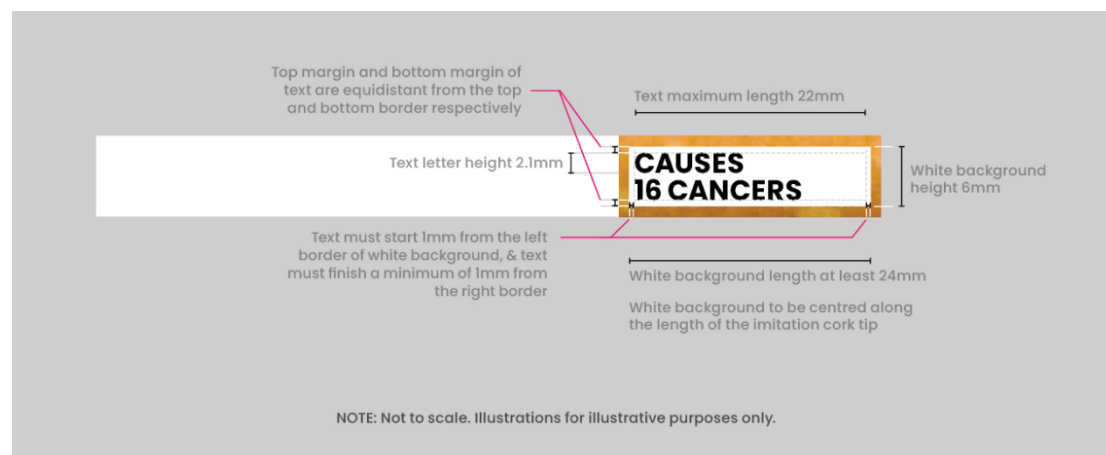 Top margin and bottom margin of
text are equidistant from the top
and bottom border respectively
Text maximum length 22mm
Text letter height 2.1mm
CAUSES
16 CANCERS
White background
height 6mm
Text must start 1mm from the left
border of white background, & text
must finish a minimum of 1mm from
the right border
White background length at least 24mm
White background to be centred along
the length of the imitation cork tip
NOTE: Not to scale. Illustrations for illustrative purposes only.